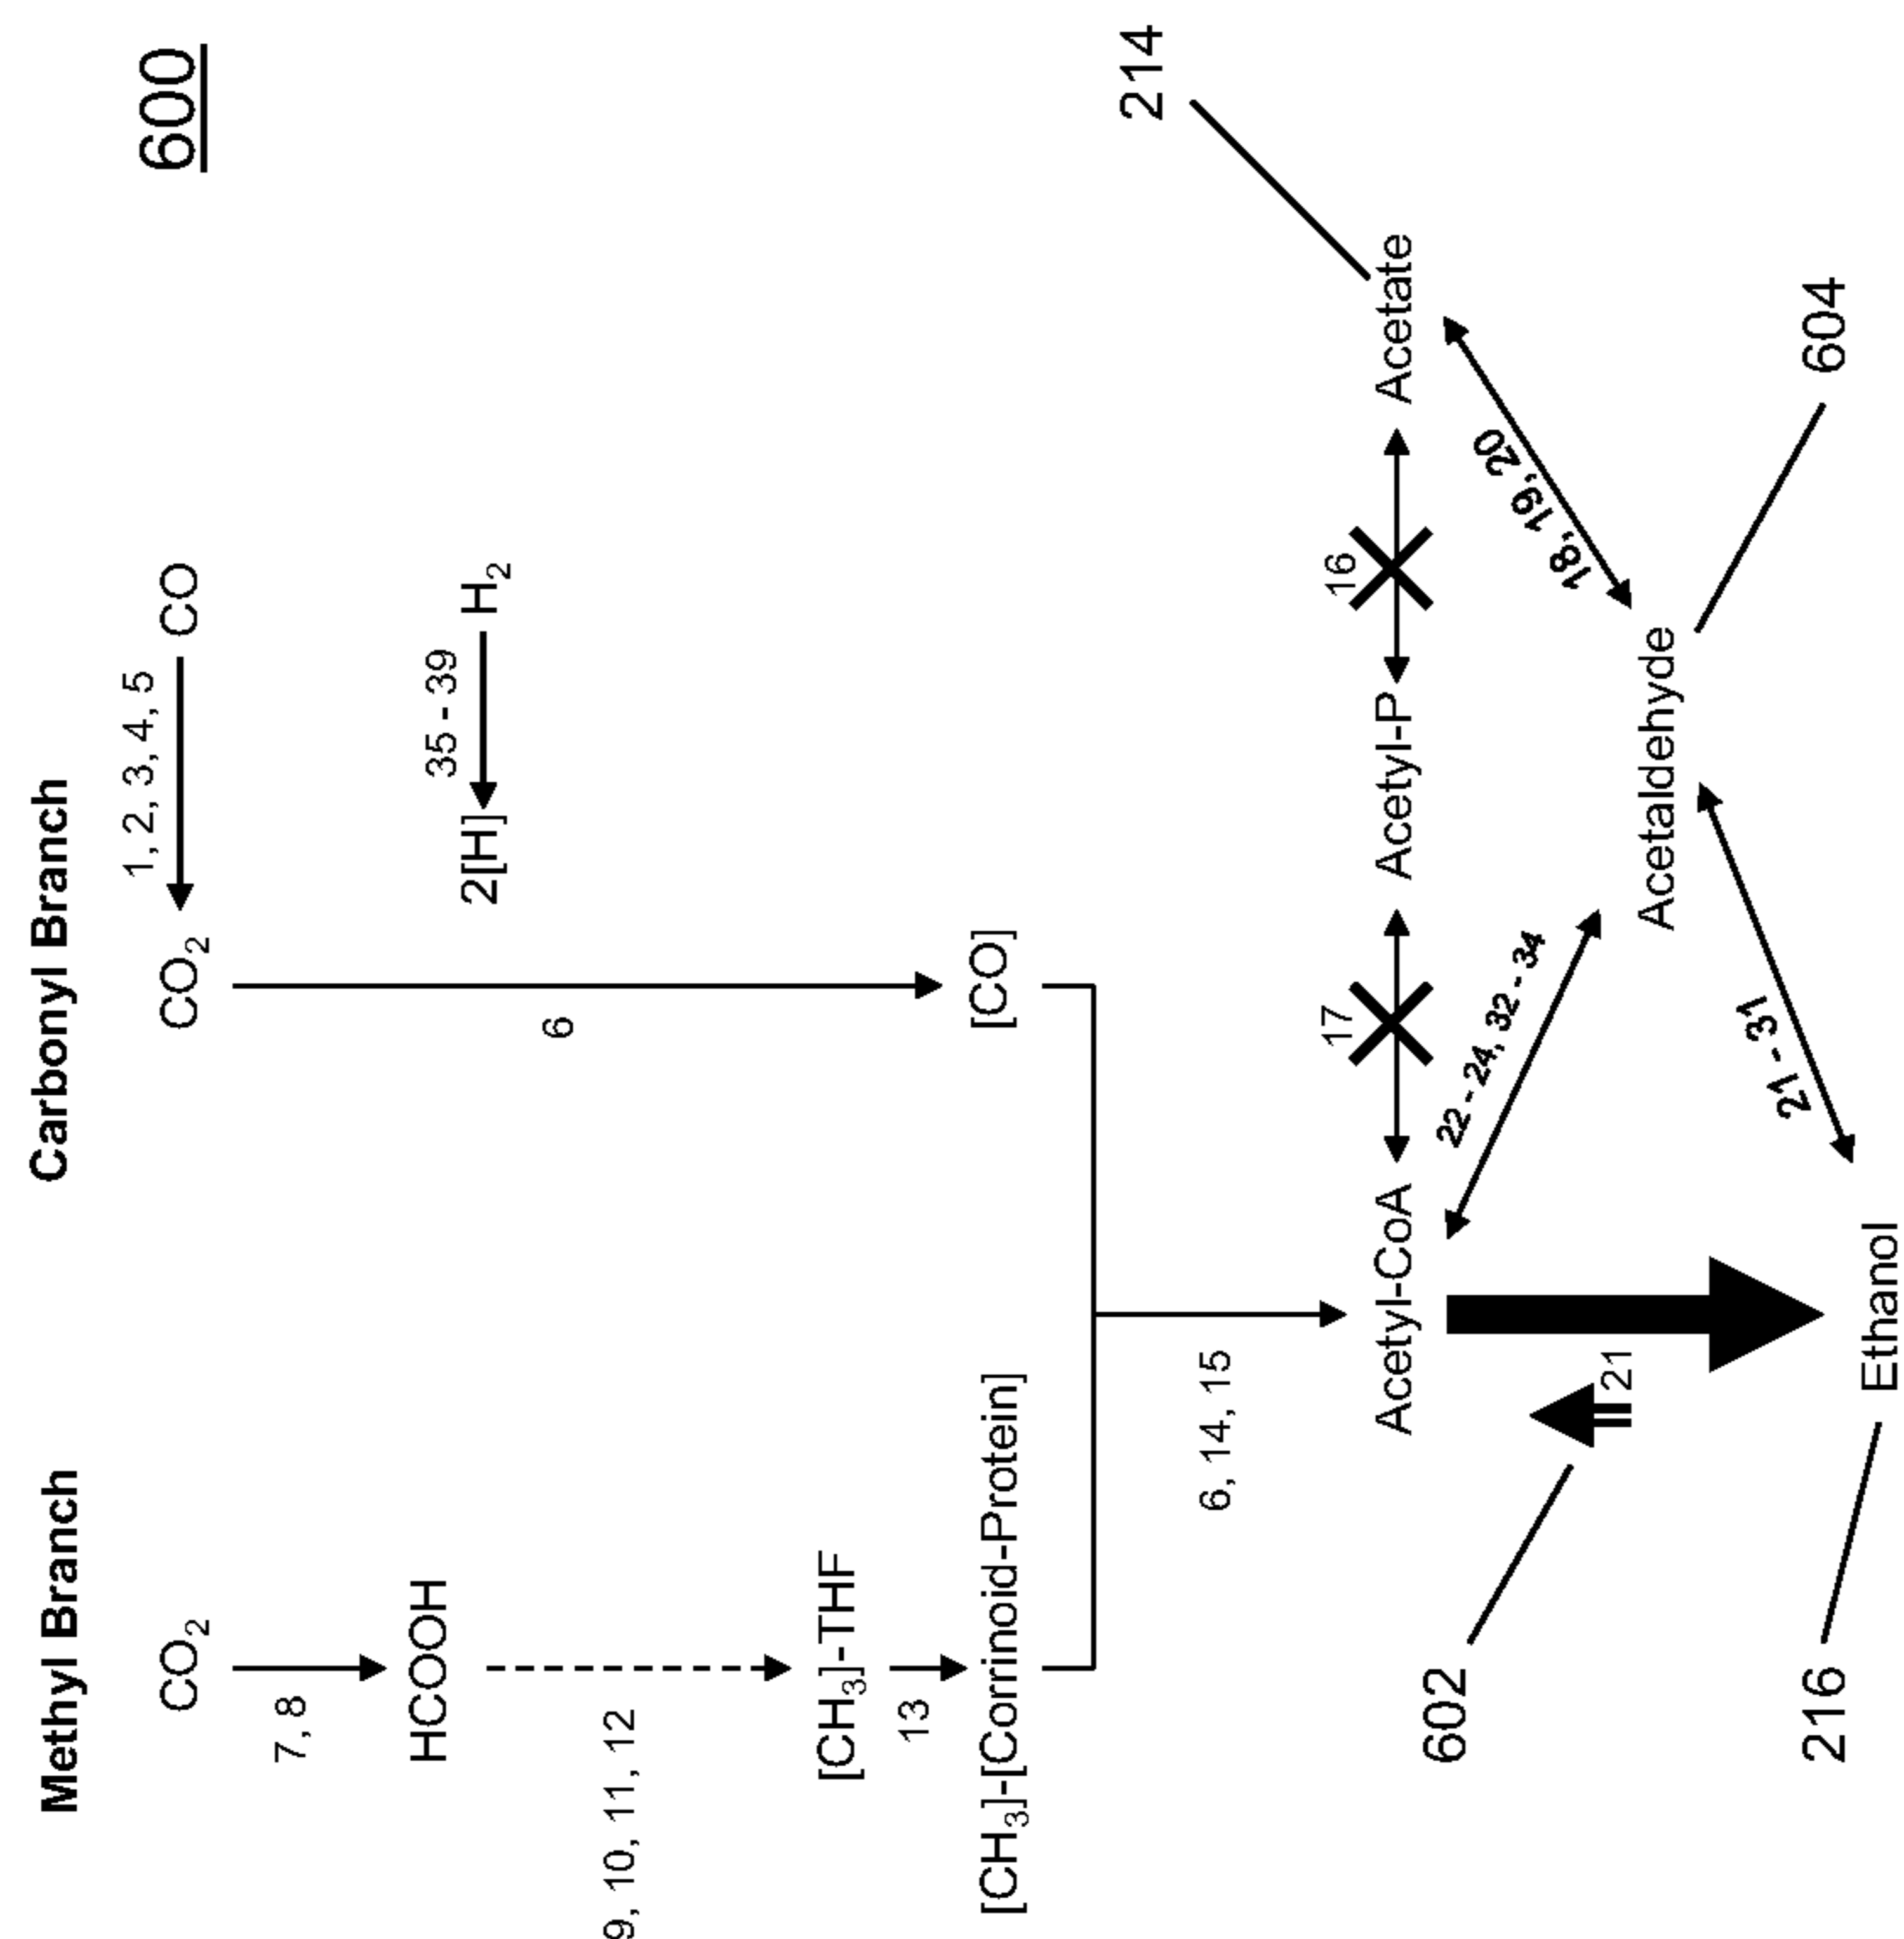 600
Methyl Branch
Carbonyl Branch
CO₂
CO₂
1, 2, 3, 4, 5
CO
7, 8
HCOOH
6
2[H]
35 - 39
H₂
9, 10, 11, 12
[CH₃]-THF
13
[CH₃]-[Corrinoid-Protein]
[CO]
6, 14, 15
214
Acetyl-CoA
17
Acetyl-P
16
Acetate
22 - 24, 32 - 34
18, 19, 20
602
21
Acetaldehyde
21 - 31
604
216
Ethanol